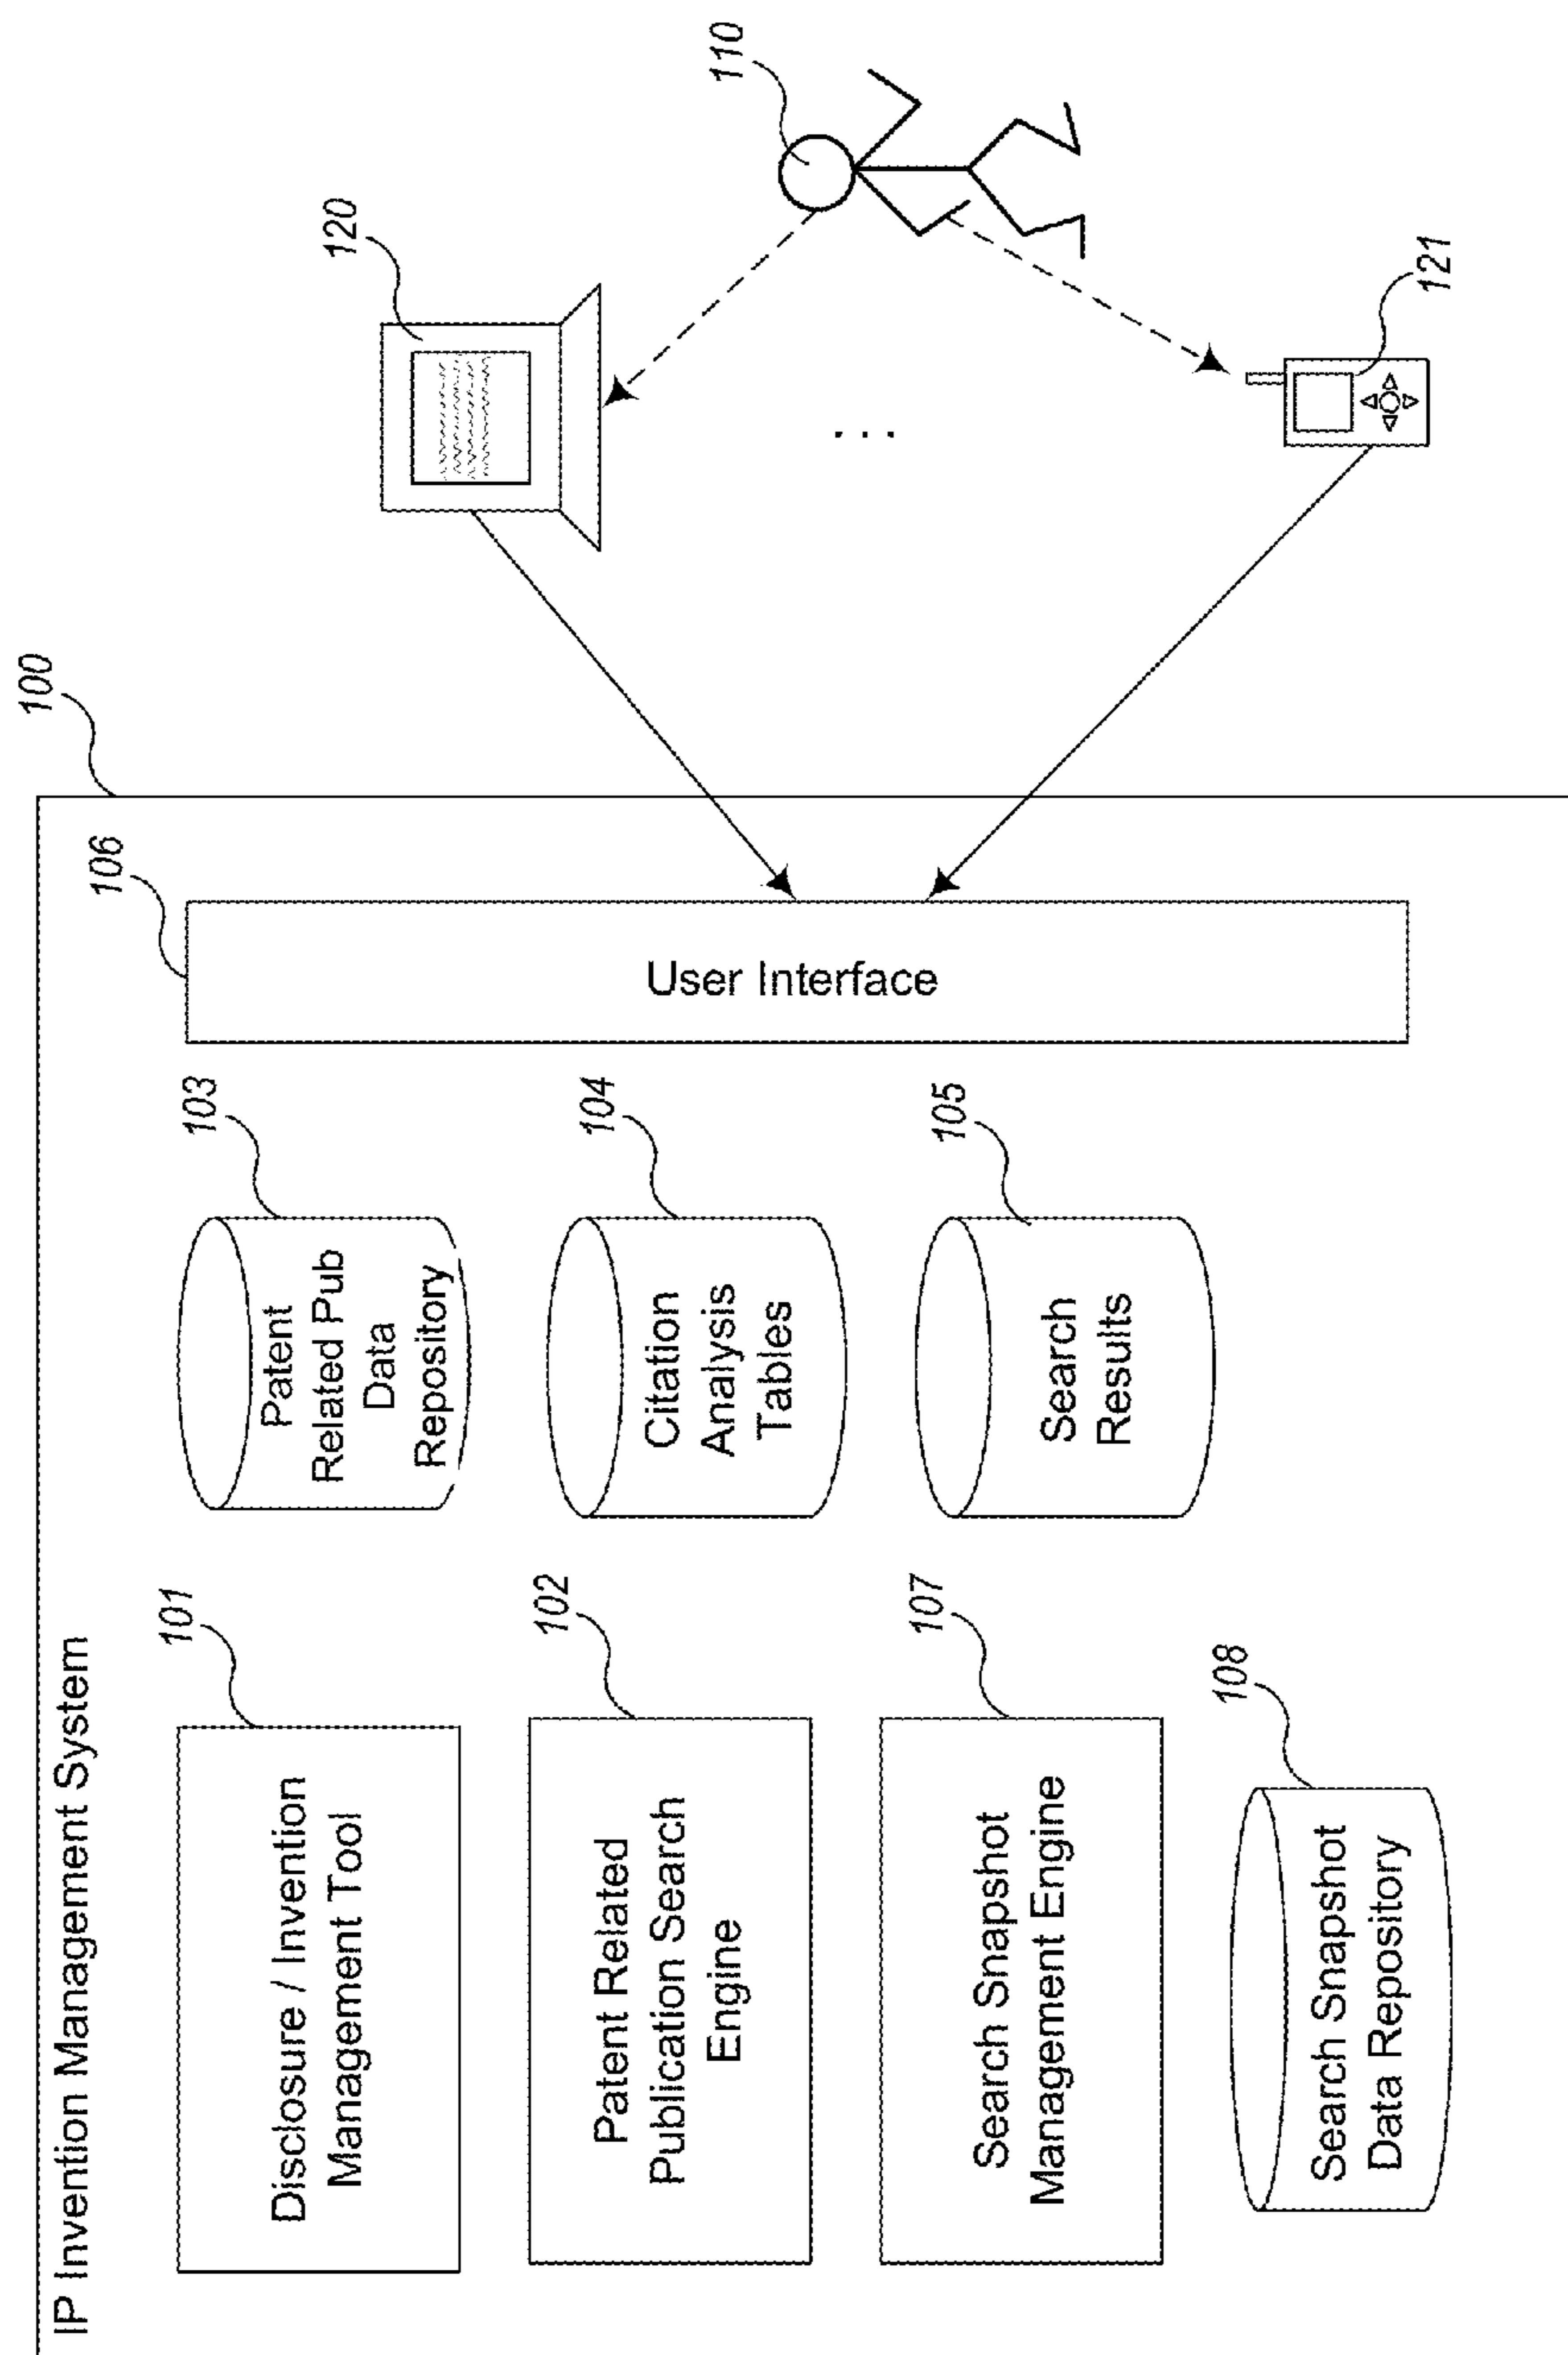 IP Invention Management System
100
101
Disclosure / Invention
Management Tool
102
Patent Related
Publication Search
Engine
107
Search Snapshot
Management Engine
108
Search Snapshot
Data Repository
103
Patent
Related Pub
Data
Repository
104
Citation
Analysis
Tables
105
Search
Results
106
User Interface
120
110
. . .
121